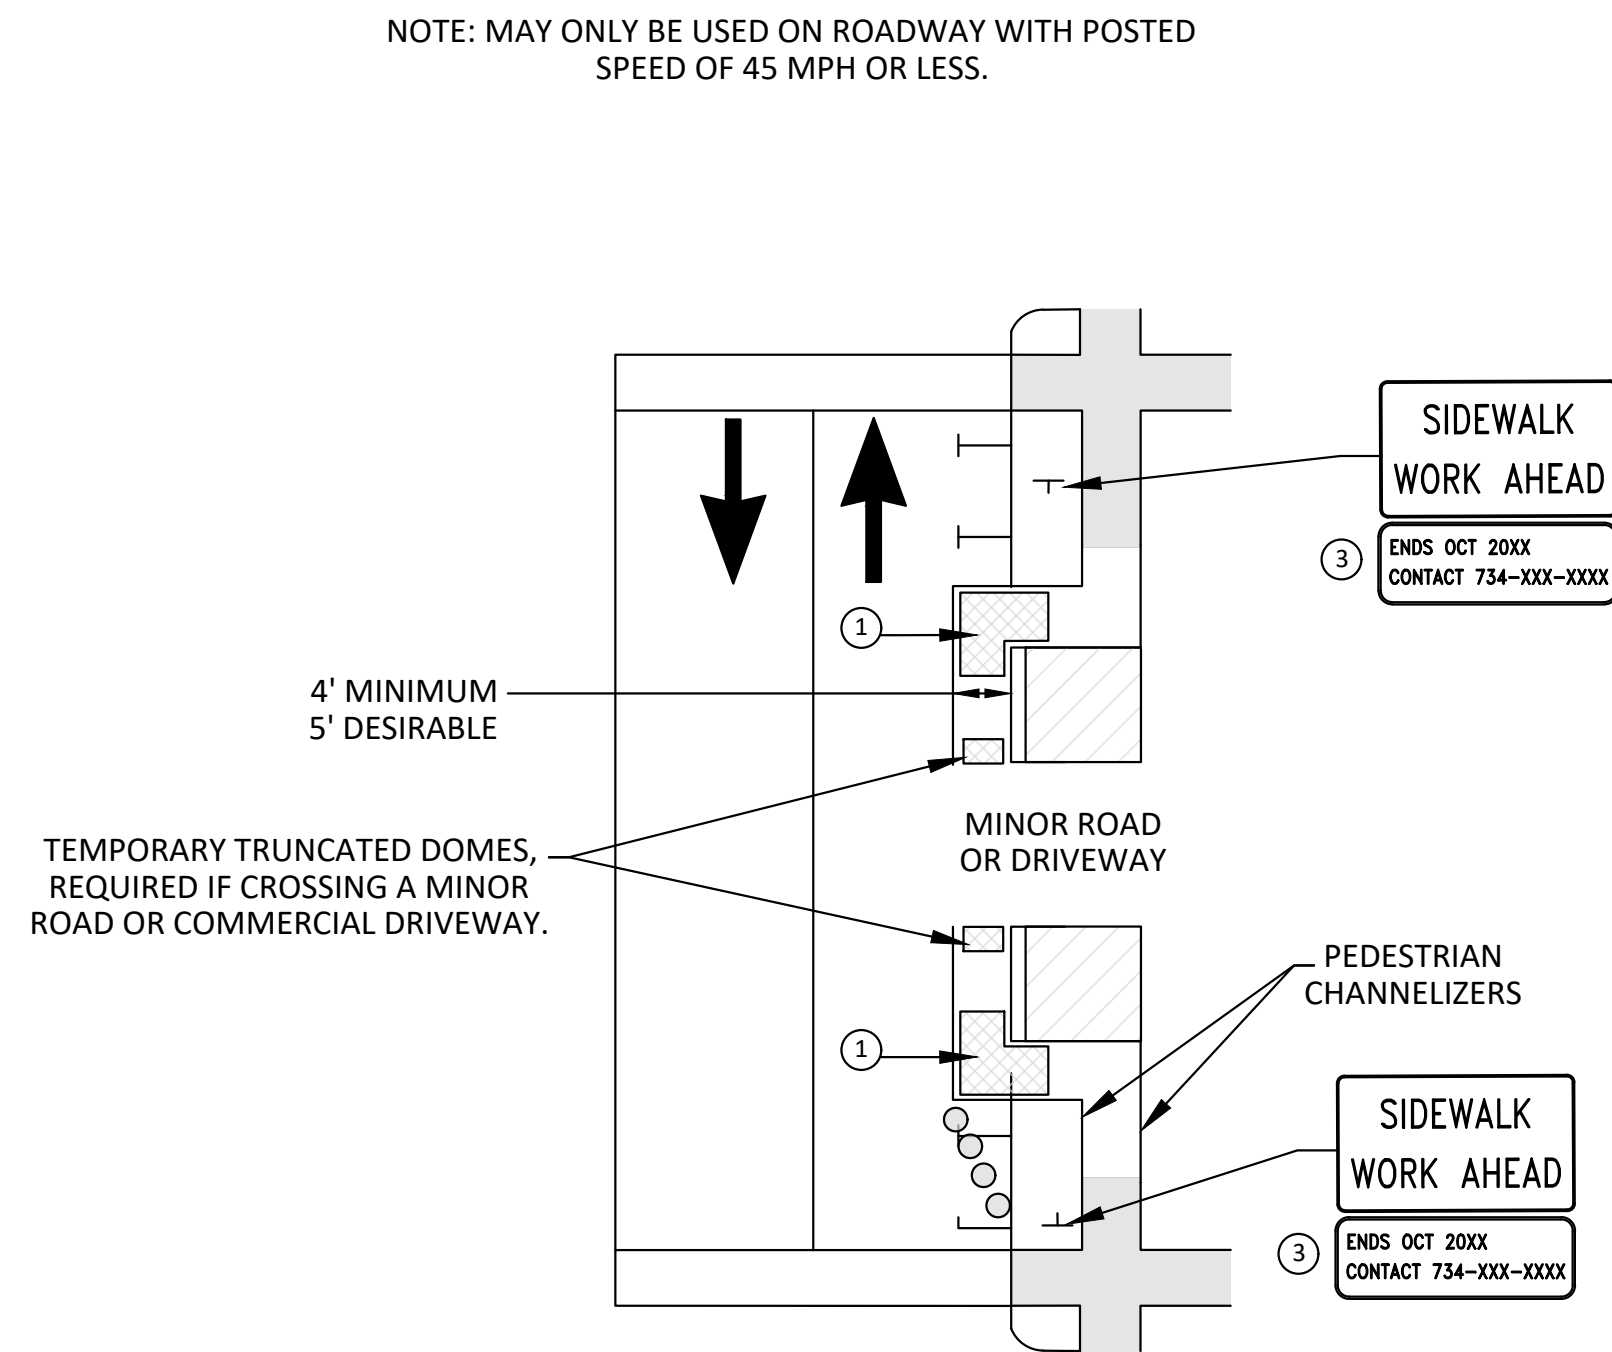 NOTE: MAY ONLY BE USED ON ROADWAY WITH POSTED
SPEED OF 45 MPH OR LESS.
SIDEWALK
WORK AHEAD
3
ENDS OCT 20XX
CONTACT 734-XXX-XXXX
1
4' MINIMUM
5' DESIRABLE
MINOR ROAD
OR DRIVEWAY
TEMPORARY TRUNCATED DOMES,
REQUIRED IF CROSSING A MINOR
ROAD OR COMMERCIAL DRIVEWAY.
PEDESTRIAN
CHANNELIZERS
1
SIDEWALK
WORK AHEAD
3
ENDS OCT 20XX
CONTACT 734-XXX-XXXX